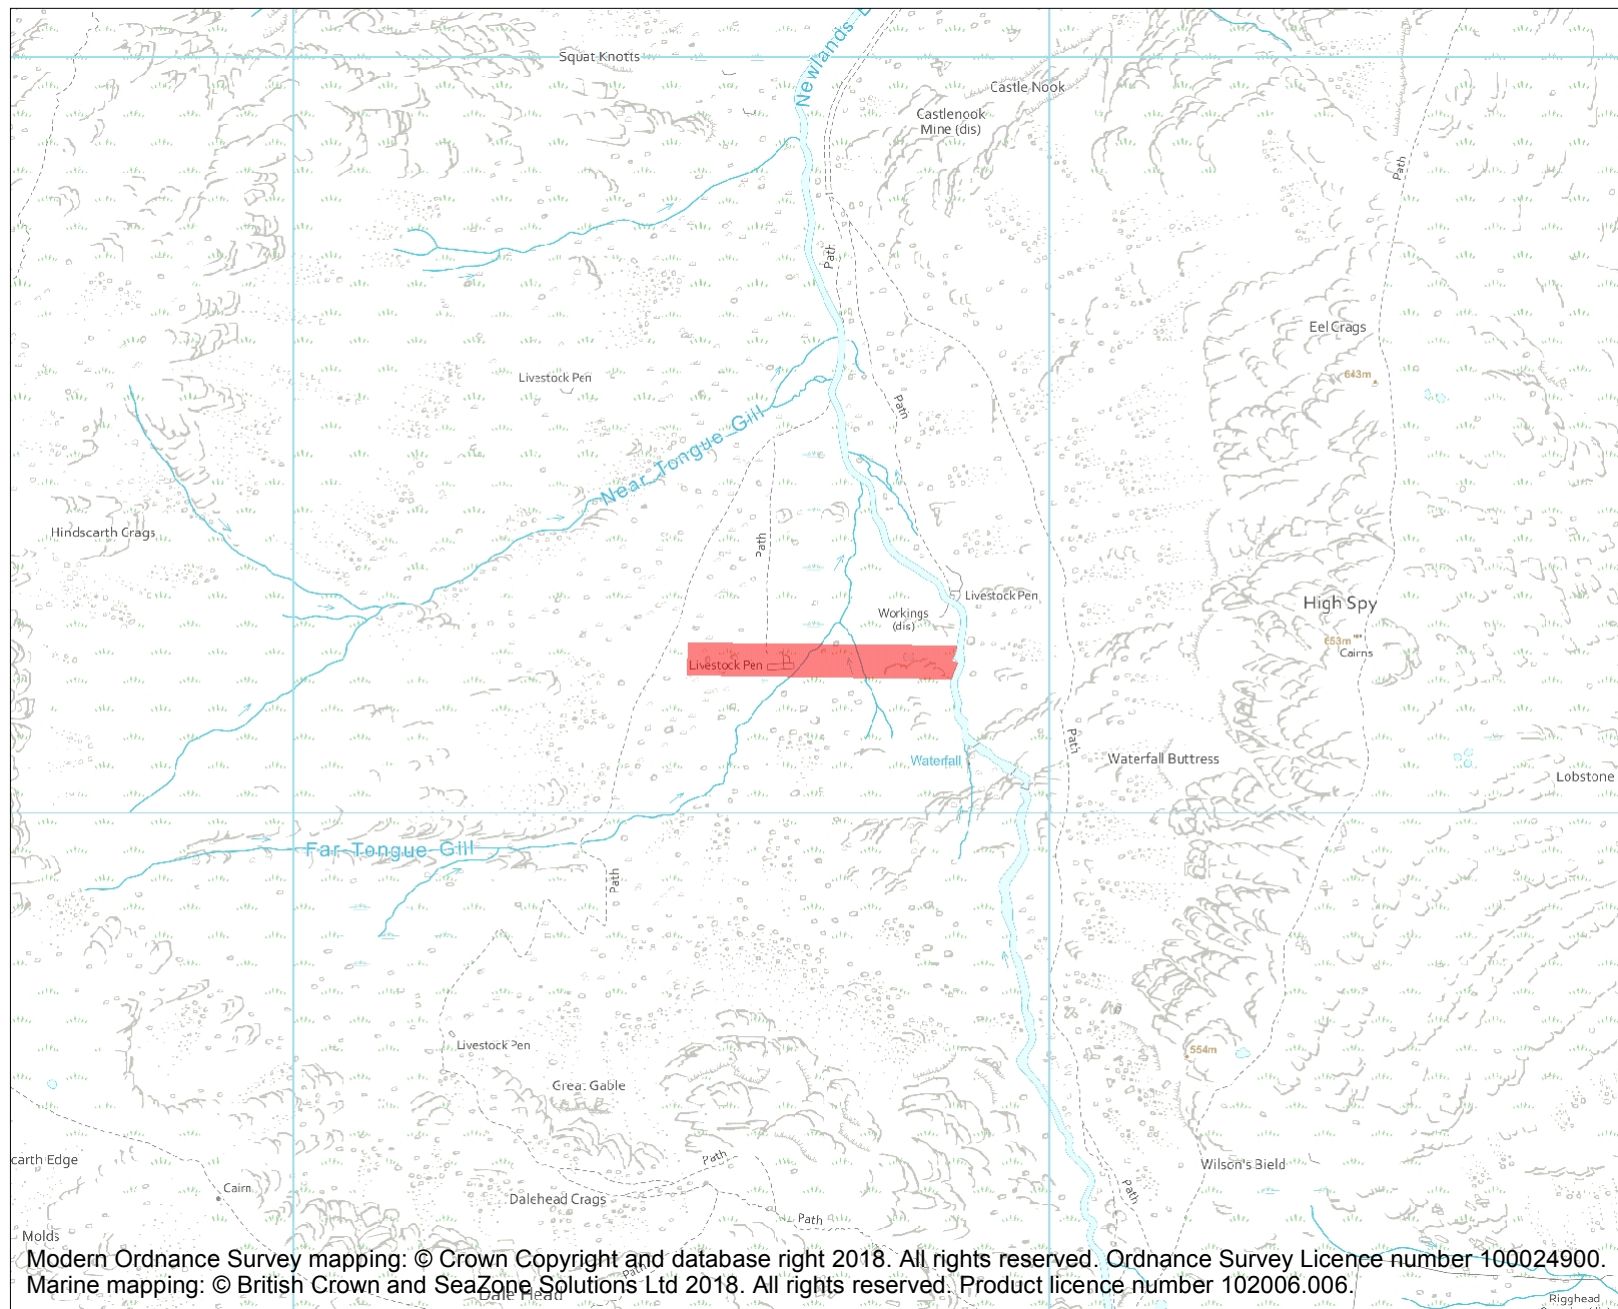 Squat Knotts
Newlands
Castle Nook
Castlenook
Mine (dis)
Path
Path
Eel Crags
643m
Livestock Pen
Path
Near Tongue Gill
Hindscarth Crags
Path
Livestock Pen
High Spy
Workings
(dis)
653m
Cairns
Livestock Pen
Path
Waterfall
Waterfall Buttress
Lobstone
Far Tongue Gill
Path
Livestock Pen
554m
Great Gable
carth Edge
Path
Wilson's Bield
Cairn
Dalehead Crags
Path
Path
Molds
Modern Ordnance Survey mapping: © Crown Copyright and database right 2018. All rights reserved. Ordnance Survey Licence number 100024900.
Path
Marine mapping: © British Crown and SeaZone Solutions Ltd 2018. All rights reserved. Product licence number 102006.006.
Dale Head
Rigghead